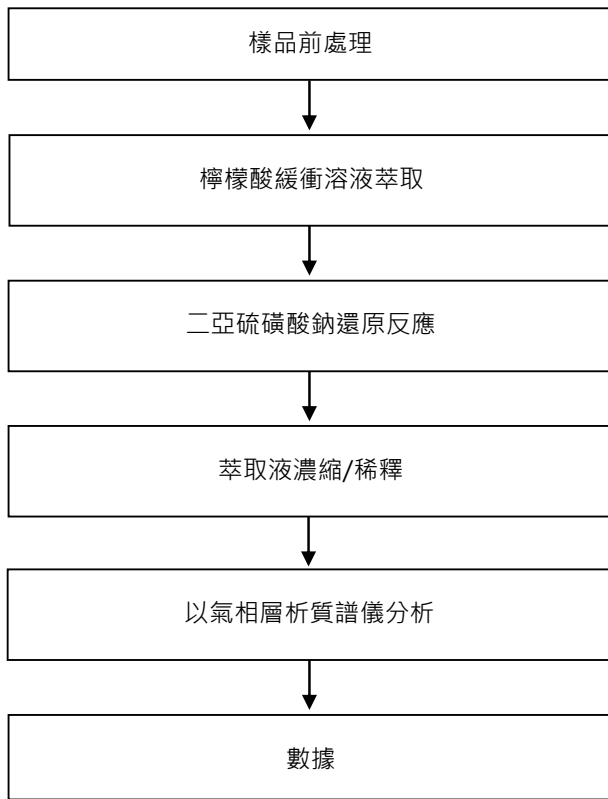 樣品前處理
檸檬酸緩衝溶液萃取
二亞硫磺酸鈉還原反應
萃取液濃縮/稀釋
以氣相層析質譜儀分析
數據